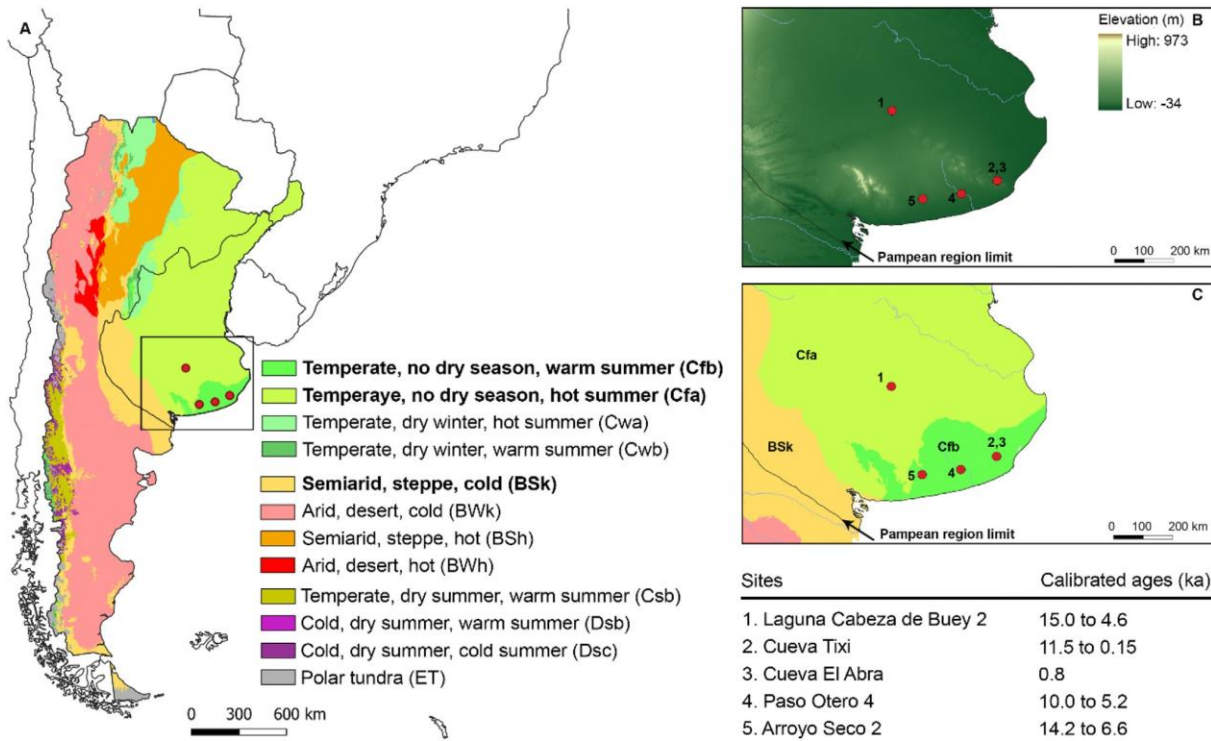 A
Temperate, no dry season, warm summer (Cfb)
Temperaye, no dry season, hot summer (Cfa)
Temperate, dry winter, hot summer (Cwa)
Temperate, dry winter, warm summer (Cwb)
Semiarid, steppe, cold (BSk)
Arid, desert, cold (BWk)
Semiarid, steppe, hot (BSh)
Arid, desert, hot (BWh)
Temperate, dry summer, warm summer (Csb)
Cold, dry summer, warm summer (Dsb)
Cold, dry summer, cold summer (Dsc)
Polar tundra (ET)
0 300 600 km
Elevation (m) B
High: 973
Low: -34
1
2,3
4
5
Pampean region limit
0 100 200 km
C
Cfa
1
BSk
Cfb
2,3
4
5
Pampean region limit
0 100 200 km
Sites Calibrated ages (ka)
1. Laguna Cabeza de Buey 2 15.0 to 4.6
2. Cueva Tixi 11.5 to 0.15
3. Cueva El Abra 0.8
4. Paso Otero 4 10.0 to 5.2
5. Arroyo Seco 2 14.2 to 6.6